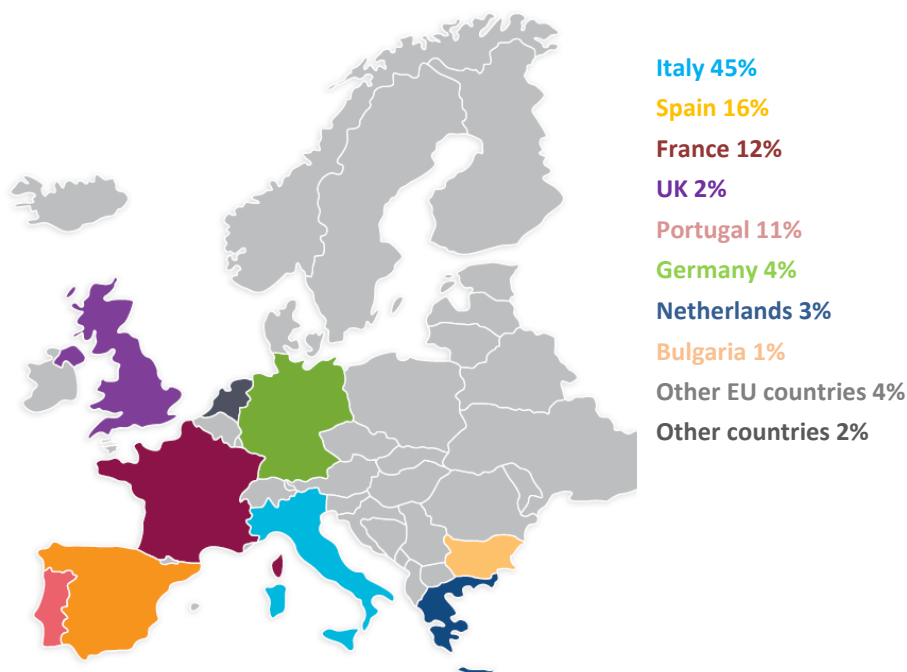 Italy 45%
Spain 16%
France 12%
UK 2%
Portugal 11%
Germany 4%
Netherlands 3%
Bulgaria 1%
Other EU countries 4%
Other countries 2%